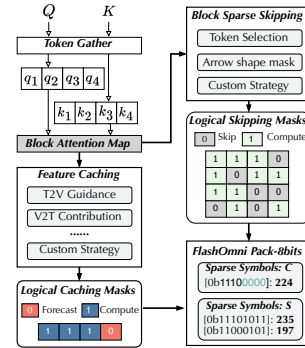 Q K
Token Gather
q1 q2 q3 q4
k1 k2 k3 k4
Block Attention Map
Feature Caching
T2V Guidance
V2T Contribution
......
Custom Strategy
Logical Caching Masks
0 Forecast 1 Compute
1 1 1 0
Block Sparse Skipping
Token Selection
Arrow shape mask
Custom Strategy
Logical Skipping Masks
0 Skip 1 Compute
1 1 1 0
1 0 1 1
1 1 0 0
0 1 0 1
FlashOmni Pack-8bits
Sparse Symbols: C
[0b11100000]: 224
Sparse Symbols: S
[0b11101011]: 235
[0b11000101]: 197